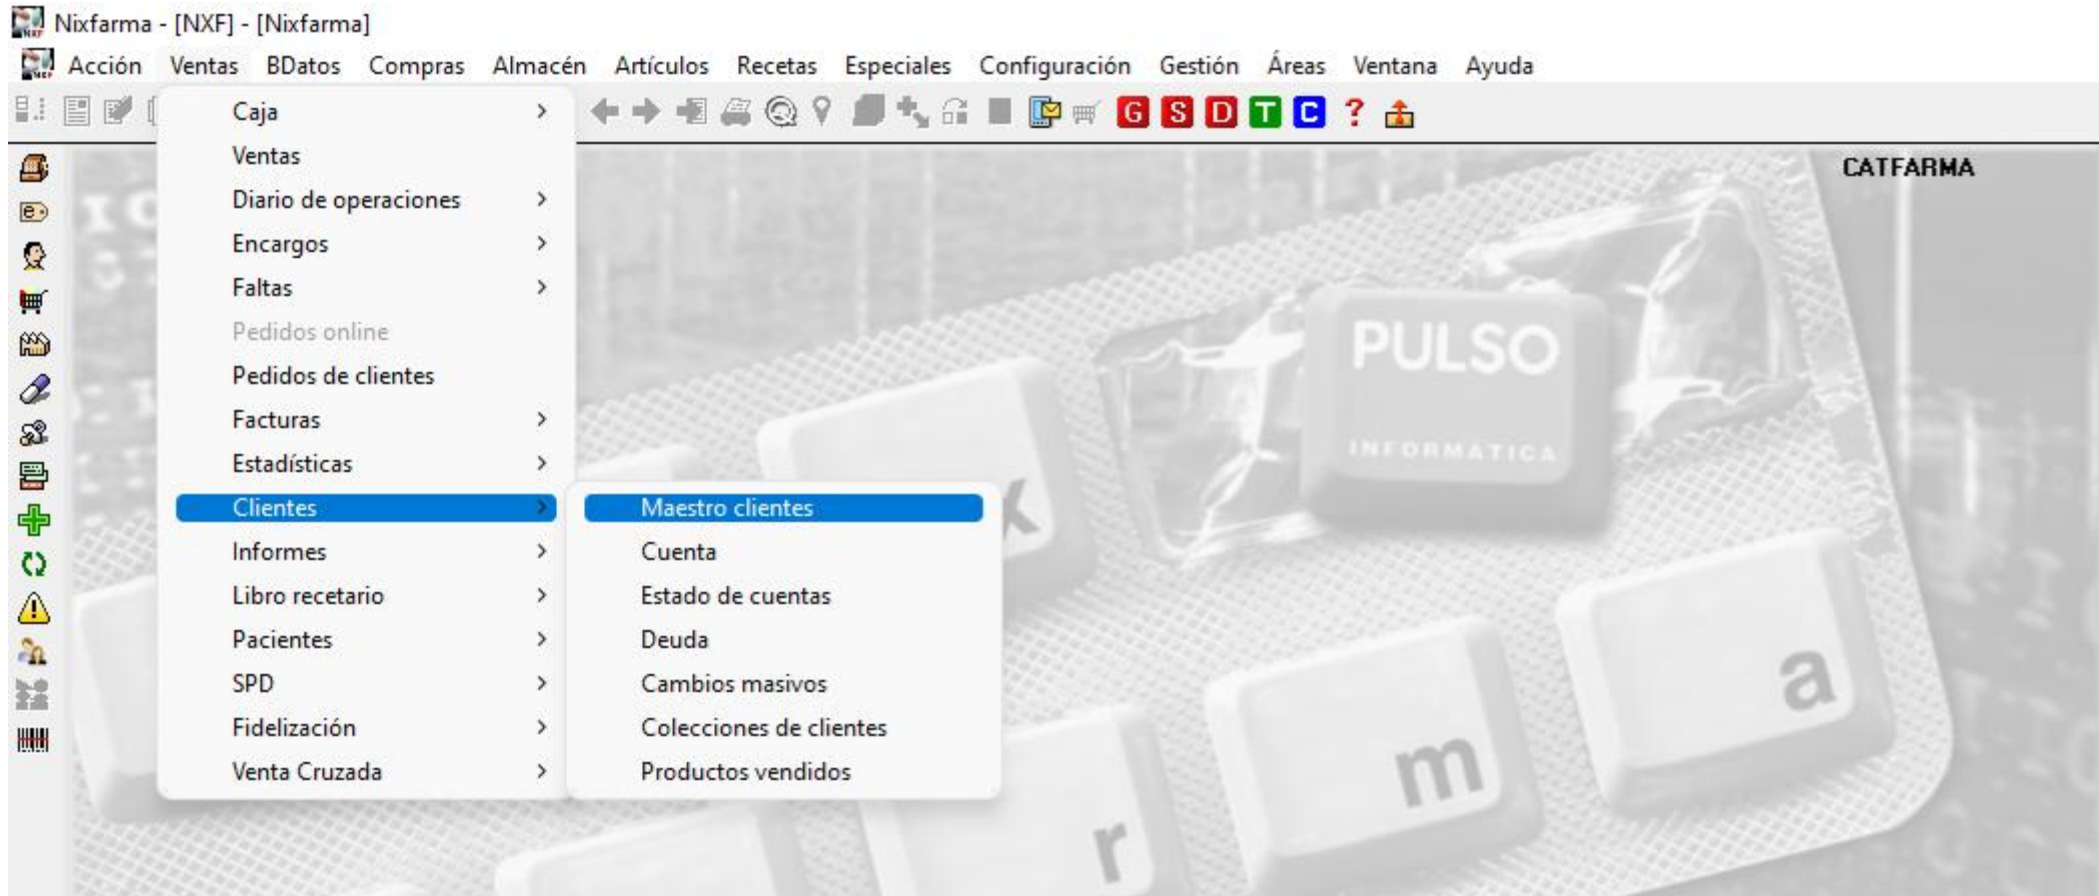 Nixfarma - [NXF] - [Nixfarma]
Acción Ventas BDatos Compras Almacén Artículos Recetas Especiales Configuración Gestión Áreas Ventana Ayuda
G S D T C ?
CATFARMA
Caja
Ventas
Diario de operaciones
Encargos
Faltas
Pedidos online
Pedidos de clientes
Facturas
Estadísticas
Clientes
Informes
Libro recetario
Pacientes
SPD
Fidelización
Venta Cruzada
Maestro clientes
Cuenta
Estado de cuentas
Deuda
Cambios masivos
Colecciones de clientes
Productos vendidos
PULSO
INFORMATICA
x
r
m
a